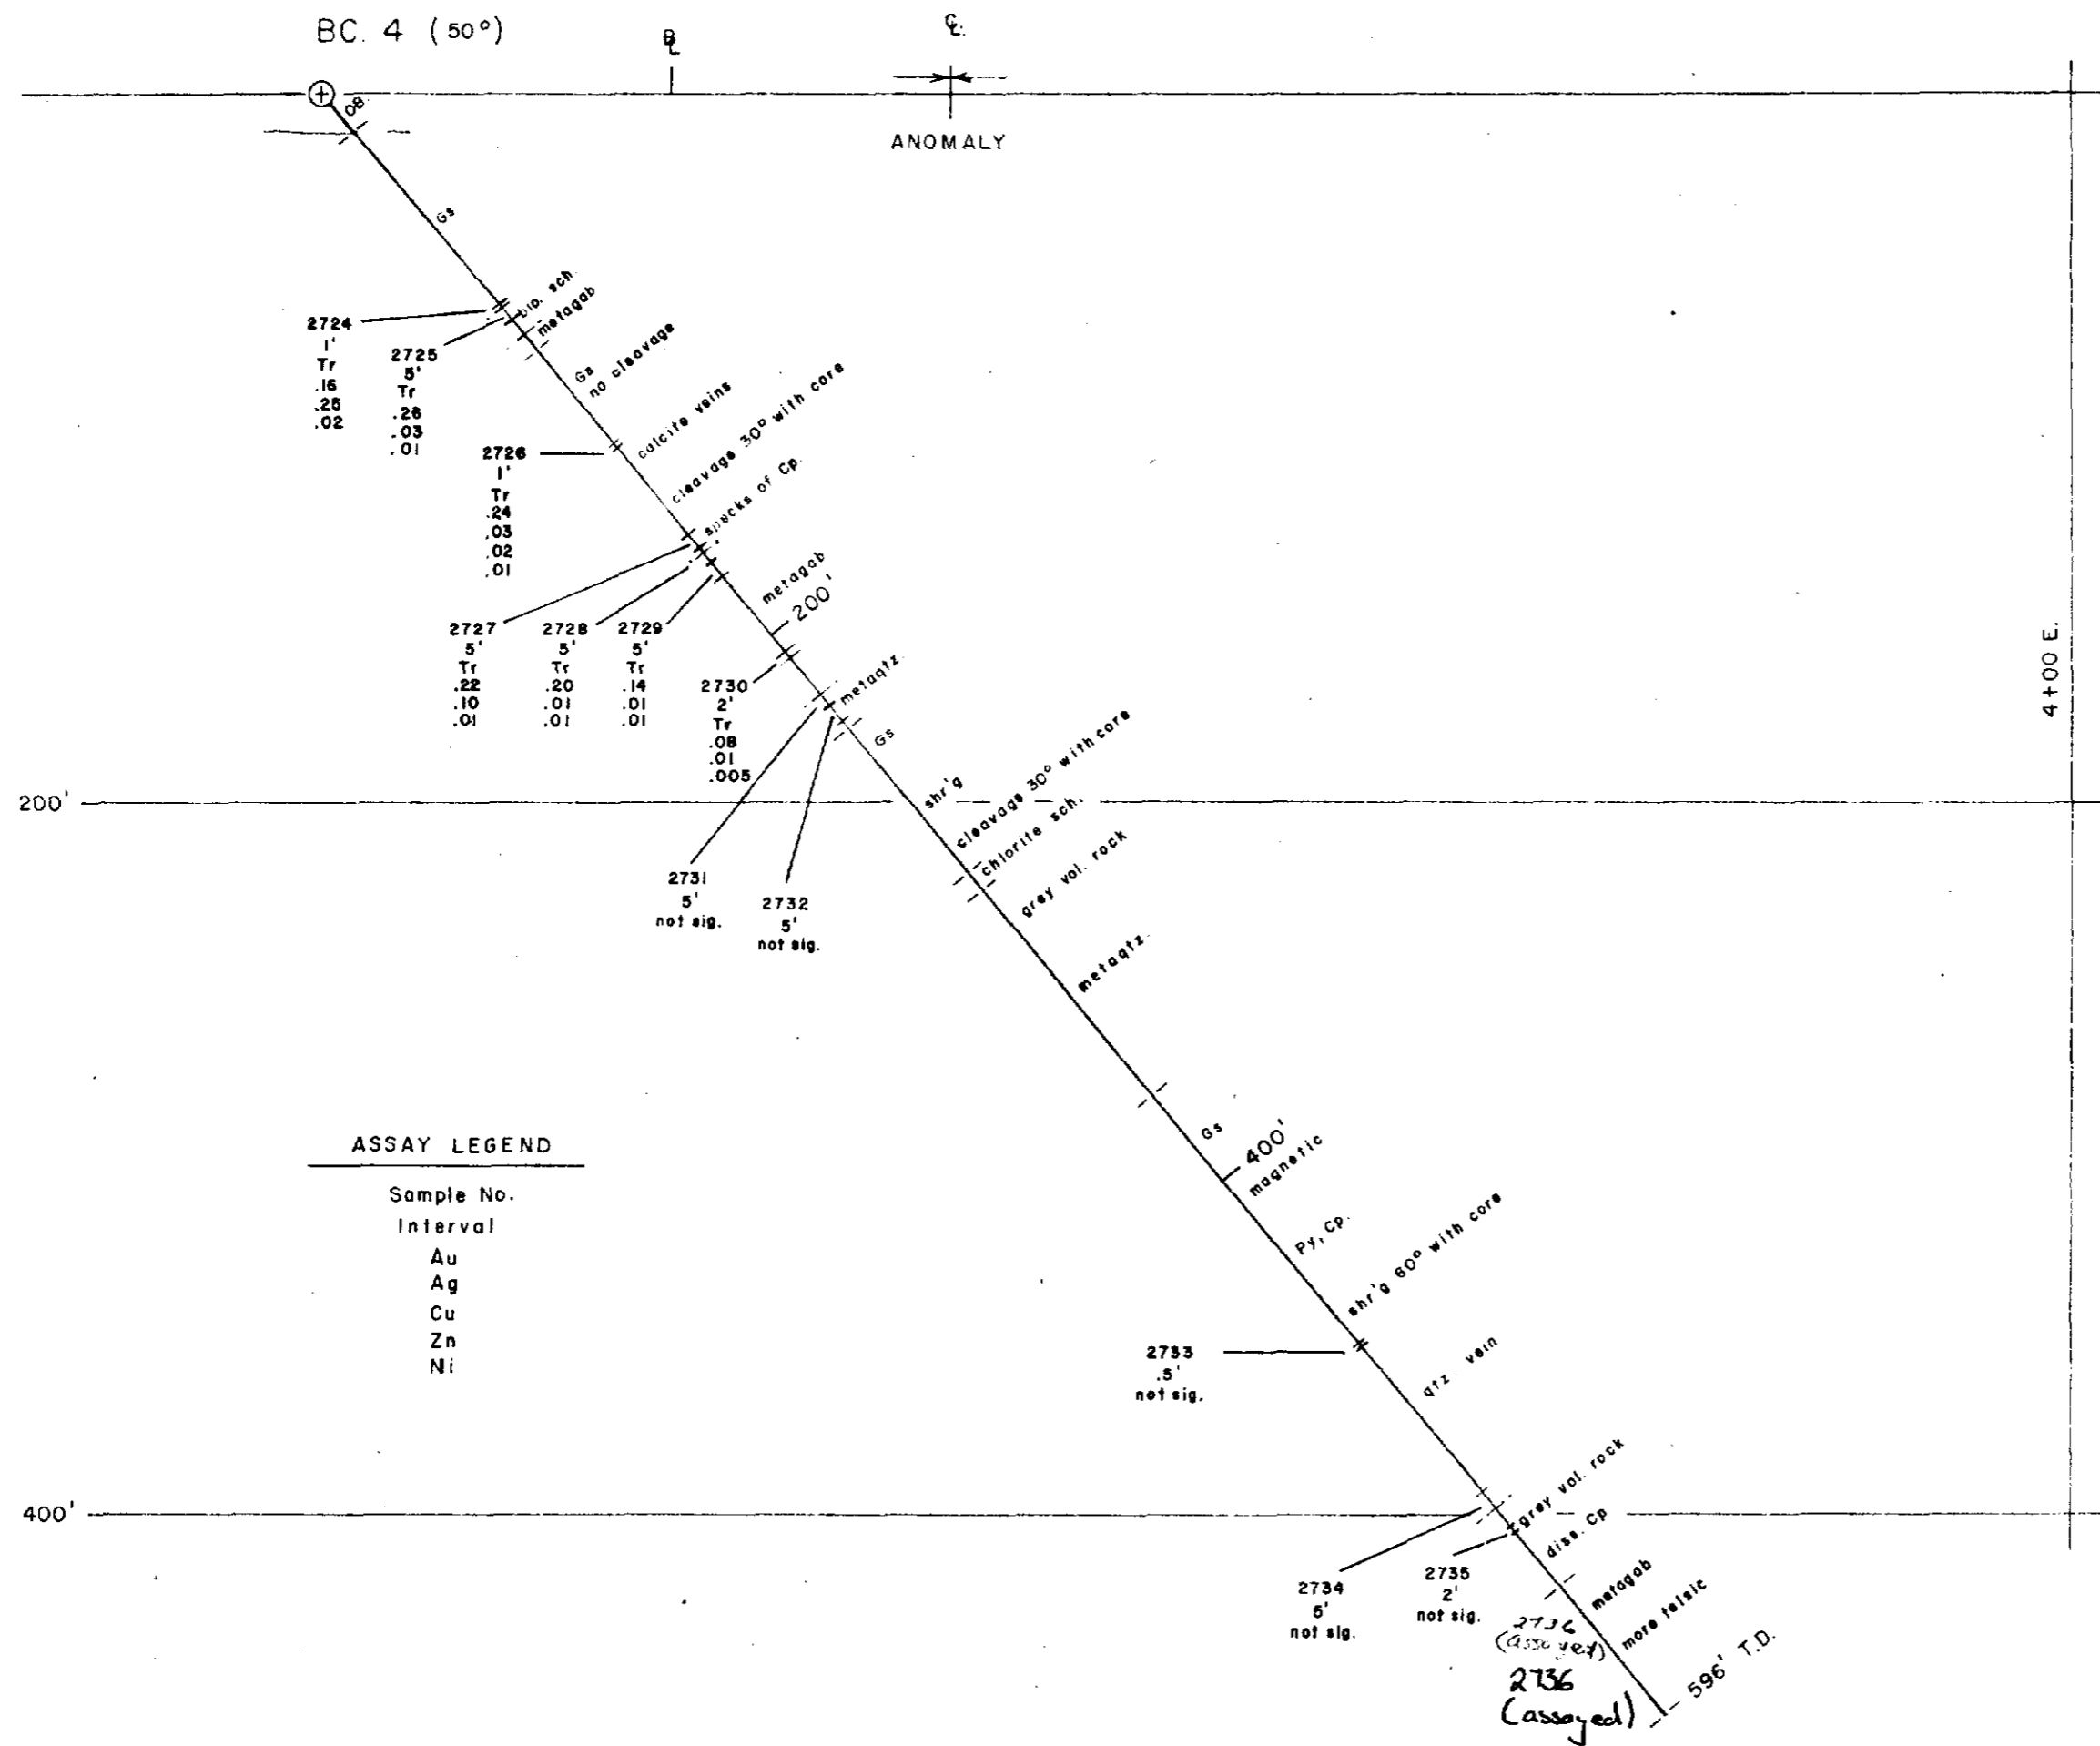 BC. 4 (50°)
BL
CL.
ANOMALY
OB.
Gs
bio. sch.
metagab
2724
1'
Tr
.16
.25
.02
2725
5'
Tr
.26
.03
.01
Gs
no cleavage
calcite veins
2726
1'
Tr
.24
.03
.02
.01
cleavage 30° with core
specks of Cp.
2727
5'
Tr
.22
.10
.01
2728
5'
Tr
.20
.01
.01
2729
5'
Tr
.14
.01
.01
metagab
200'
2730
2'
Tr
.08
.01
.005
metaqtz.
Gs
4+00 E.
200'
shr'g
cleavage 30° with core
chlorite sch.
grey vol. rock
2731
5'
not sig.
2732
5'
not sig.
metaqtz.
Gs
400'
magnetic
Py, Cp.
shr'g 60° with core
ASSAY LEGEND
Sample No.
Interval
Au
Ag
Cu
Zn
Ni
2733
.5'
not sig.
qtz. vein
400'
grey vol. rock
diss. Cp
2734
5'
not sig.
2735
2'
not sig.
metagab
more felsic
2736
(assayed)
2736
(assayed)
596' T.D.